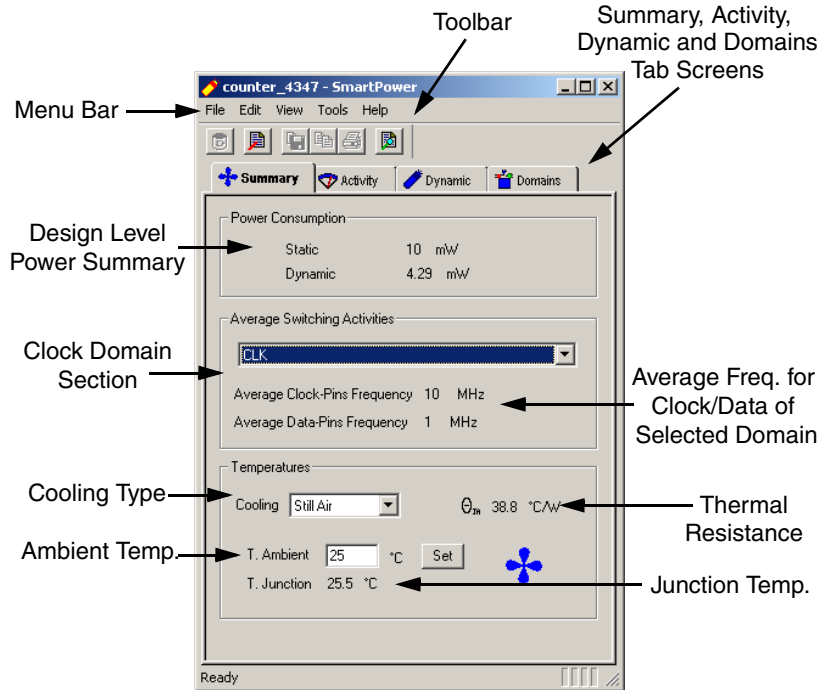 Toolbar
Summary, Activity,
Dynamic and Domains
Tab Screens
counter_4347 - SmartPower
Menu Bar
File Edit View Tools Help
Summary Activity Dynamic Domains
Design Level
Power Summary
Power Consumption
Static 10 mW
Dynamic 4.29 mW
Clock Domain
Section
Average Switching Activities
CLK
Average Clock-Pins Frequency 10 MHz
Average Data-Pins Frequency 1 MHz
Average Freq. for
Clock/Data of
Selected Domain
Temperatures
Cooling Type
Cooling Still Air θJA 38.8 °C/W
Thermal
Resistance
Ambient Temp.
T. Ambient 25 °C Set
T. Junction 25.5 °C
Junction Temp.
Ready